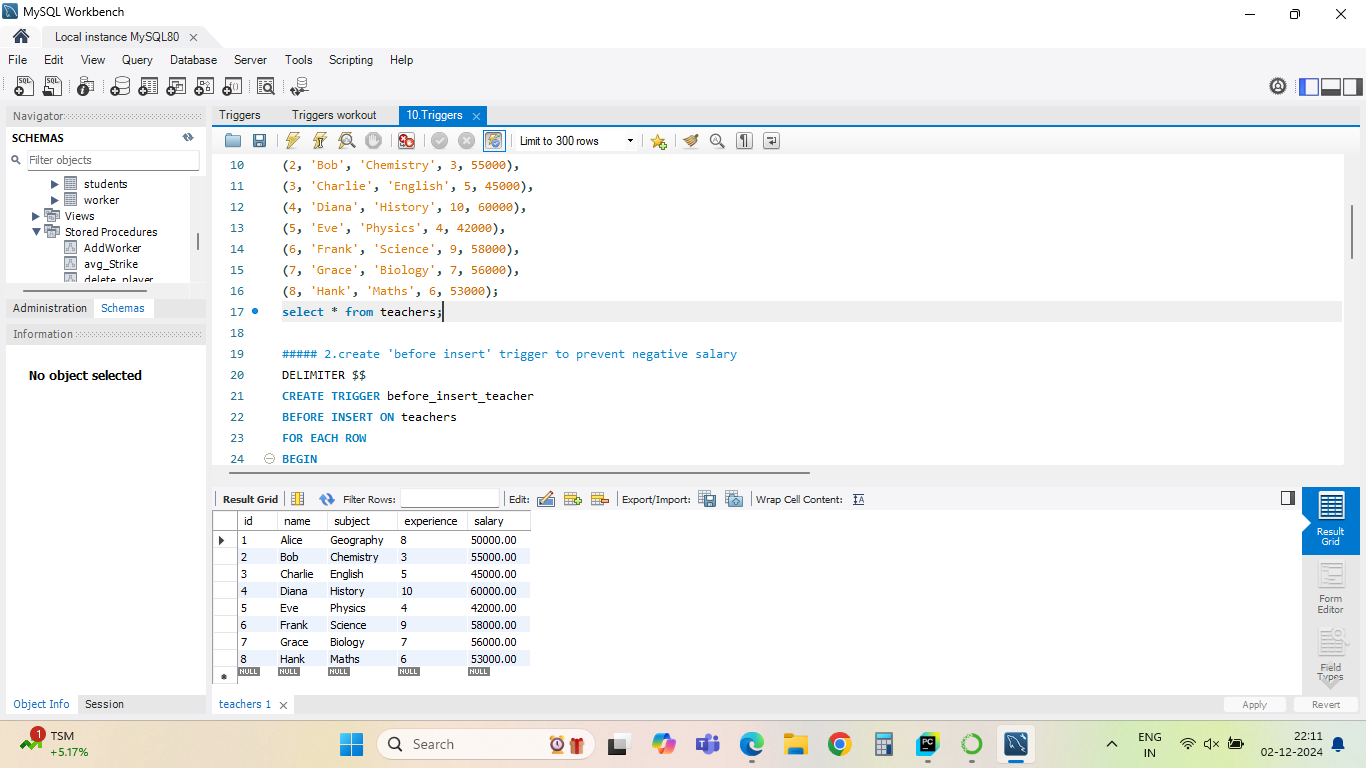 MySQL Workbench
Local instance MySQL80
File Edit View Query Database Server Tools Scripting Help
Navigator
SCHEMAS
Filter objects
students
worker
Views
Stored Procedures
AddWorker
avg_Strike
delete_player
Administration Schemas
Information
No object selected
Object Info Session
Triggers Triggers workout 10.Triggers
Limit to 300 rows
10 (2, 'Bob', 'Chemistry', 3, 55000),
11 (3, 'Charlie', 'English', 5, 45000),
12 (4, 'Diana', 'History', 10, 60000),
13 (5, 'Eve', 'Physics', 4, 42000),
14 (6, 'Frank', 'Science', 9, 58000),
15 (7, 'Grace', 'Biology', 7, 56000),
16 (8, 'Hank', 'Maths', 6, 53000);
17 select * from teachers;
18
19 ##### 2.create 'before insert' trigger to prevent negative salary
20 DELIMITER $$
21 CREATE TRIGGER before_insert_teacher
22 BEFORE INSERT ON teachers
23 FOR EACH ROW
24 BEGIN
Result Grid Filter Rows: Edit: Export/Import: Wrap Cell Content:
id name subject experience salary
1 Alice Geography 8 50000.00
2 Bob Chemistry 3 55000.00
3 Charlie English 5 45000.00
4 Diana History 10 60000.00
5 Eve Physics 4 42000.00
6 Frank Science 9 58000.00
7 Grace Biology 7 56000.00
8 Hank Maths 6 53000.00
NULL NULL NULL NULL NULL
Result
Grid
Form
Editor
Field
Types
teachers 1
Apply Revert
1
TSM
+5.17%
Search
ENG
IN
22:11
02-12-2024